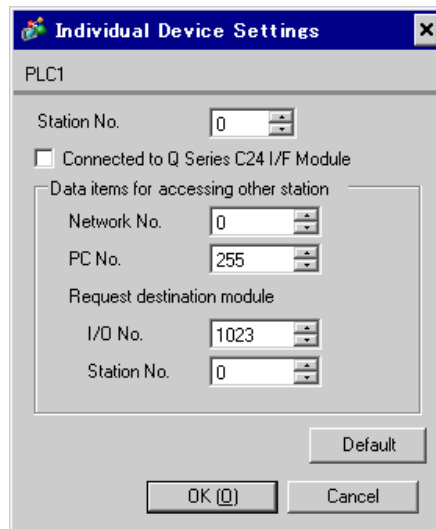 Individual Device Settings
PLC1
Station No. 0
Connected to Q Series C24 I/F Module
Data items for accessing other station
Network No. 0
PC No. 255
Request destination module
I/O No. 1023
Station No. 0
Default
OK (O) Cancel